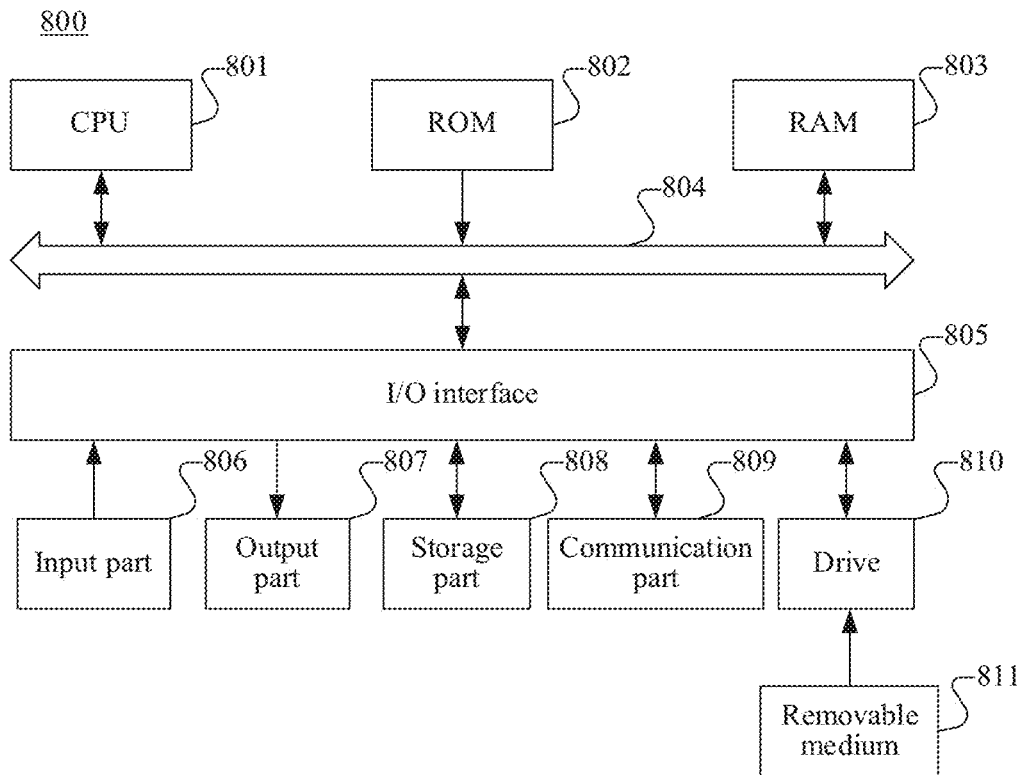 800
801
802
803
CPU
ROM
RAM
804
805
I/O interface
806
807
808
809
810
Input part
Output
part
Storage
part
Communication
part
Drive
811
Removable
medium